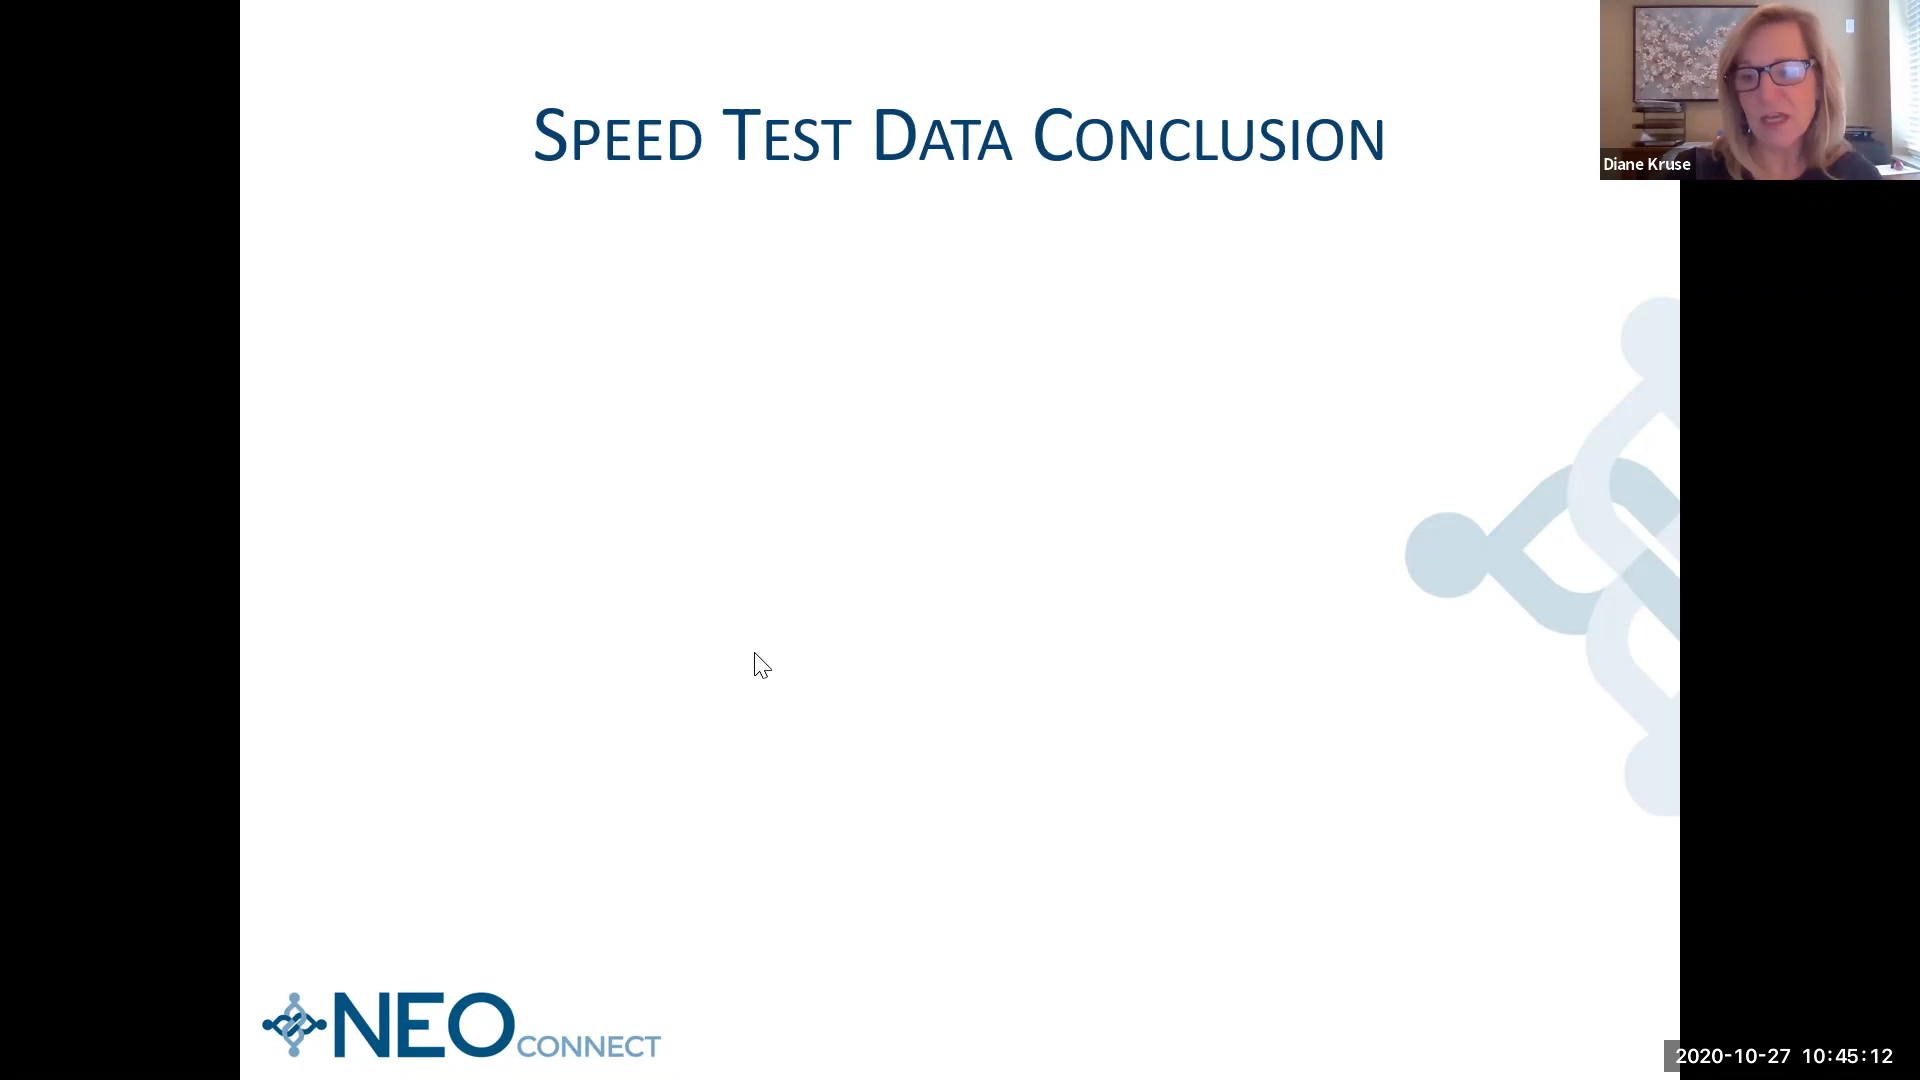 Speed Test Data Conclusion
Diane Kruse
NEO CONNECT
2020-10-27 10:45:12